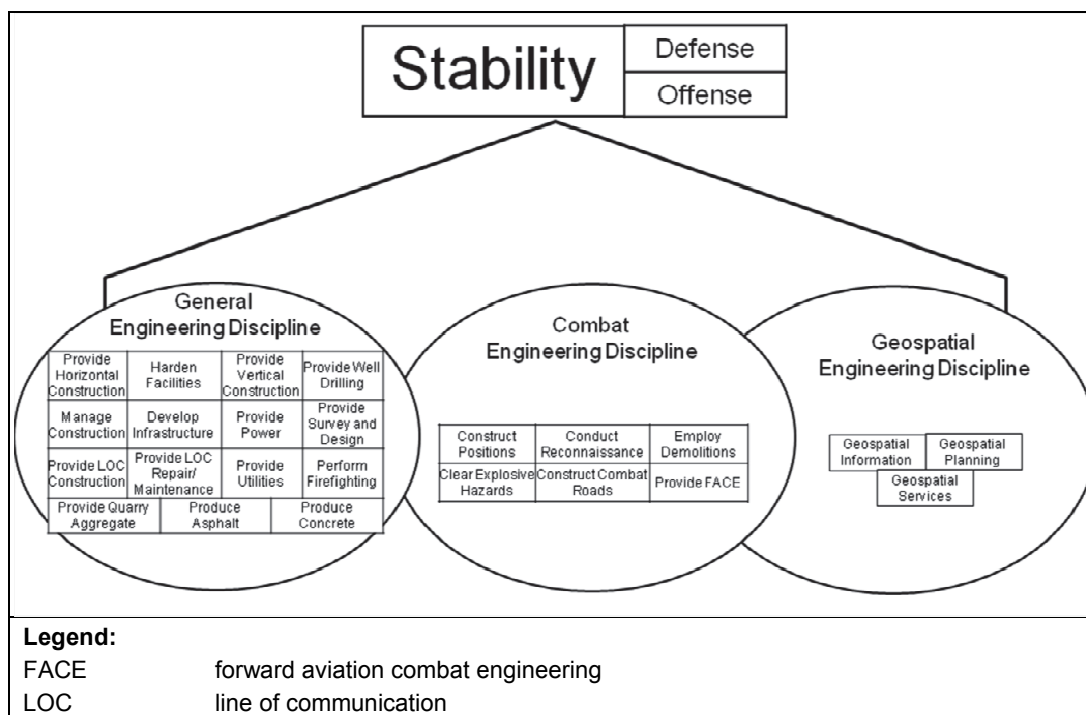 Stability
Defense
Offense
General
Engineering Discipline
Provide
Horizontal
Construction
Harden
Facilities
Provide
Vertical
Construction
Provide Well
Drilling
Manage
Construction
Develop
Infrastructure
Provide
Power
Provide
Survey and
Design
Provide LOC
Construction
Provide LOC
Repair/
Maintenance
Provide
Utilities
Perform
Firefighting
Provide Quarry
Aggregate
Produce
Asphalt
Produce
Concrete
Combat
Engineering Discipline
Construct
Positions
Conduct
Reconnaissance
Employ
Demolitions
Clear Explosive
Hazards
Construct Combat
Roads
Provide FACE
Geospatial
Engineering Discipline
Geospatial
Information
Geospatial
Planning
Geospatial
Services
Legend:
FACE forward aviation combat engineering
LOC line of communication